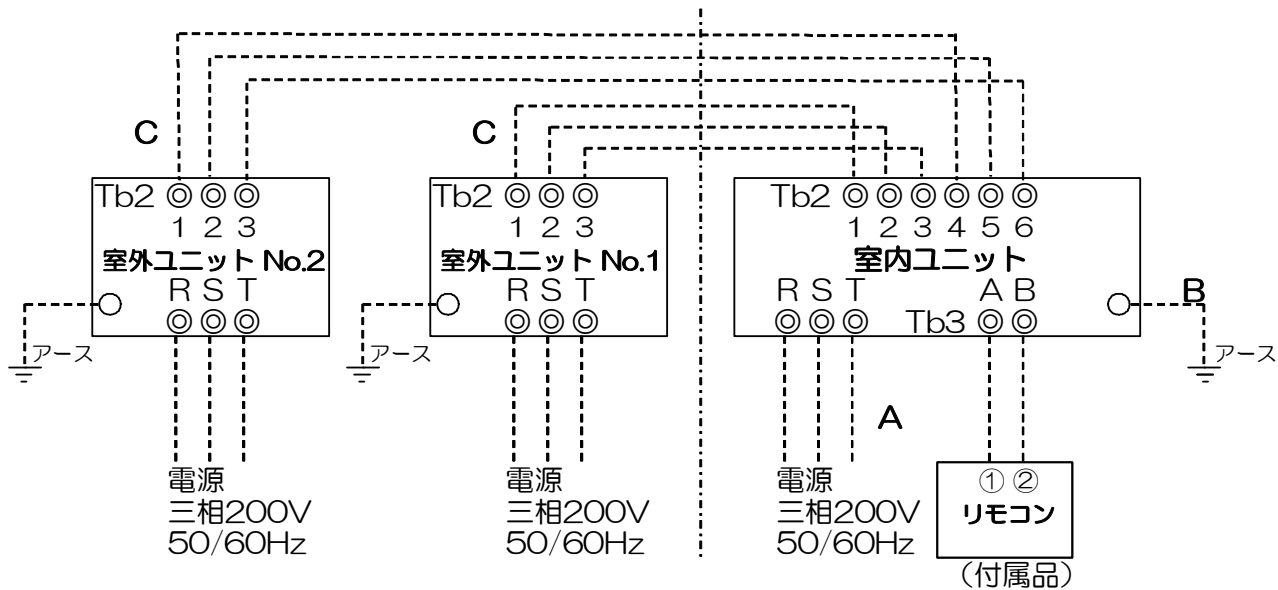 C
C
Tb2
1 2 3
室外ユニット No.2
R S T
アース
電源
三相200V
50/60Hz
Tb2
1 2 3
室外ユニット No.1
R S T
アース
電源
三相200V
50/60Hz
Tb2
1 2 3 4 5 6
室内ユニット
R S T
Tb3
A B
B
アース
A
電源
三相200V
50/60Hz
① ②
リモコン
(付属品)